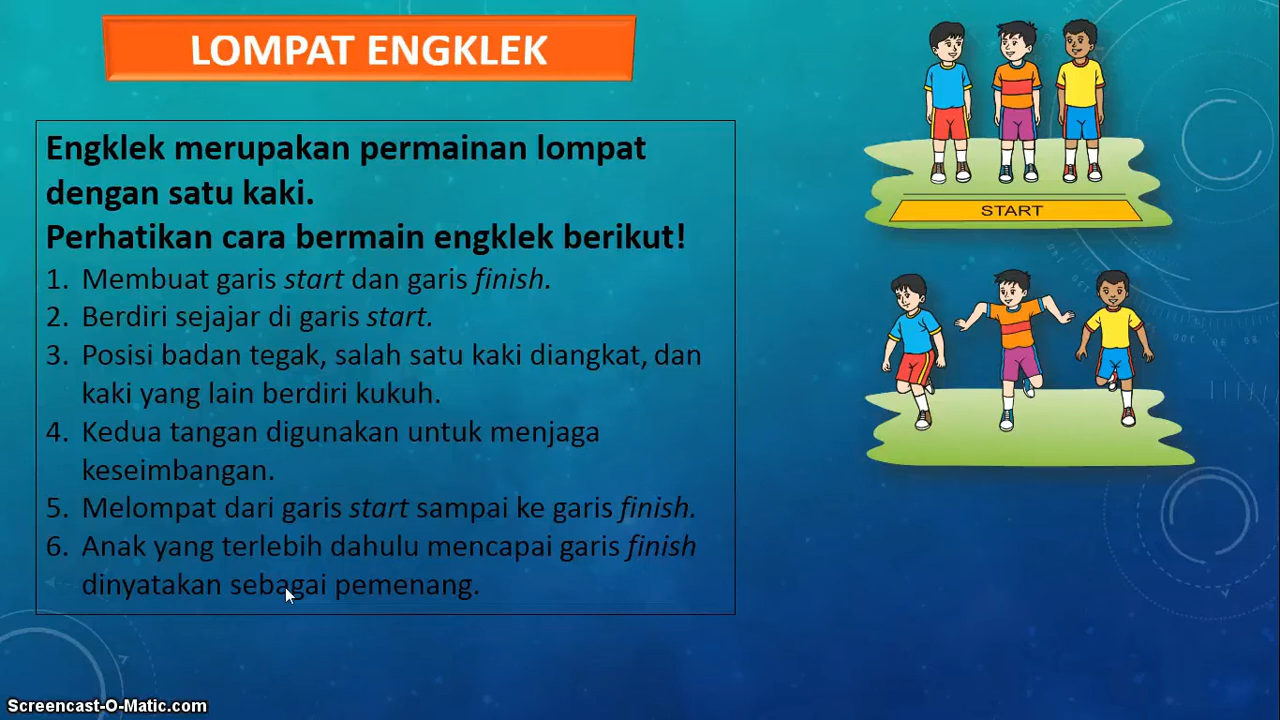 LOMPAT ENGKLEK
Engklek merupakan permainan lompat
dengan satu kaki.
Perhatikan cara bermain engklek berikut!
1. Membuat garis start dan garis finish.
2. Berdiri sejajar di garis start.
3. Posisi badan tegak, salah satu kaki diangkat, dan
kaki yang lain berdiri kukuh.
4. Kedua tangan digunakan untuk menjaga
keseimbangan.
5. Melompat dari garis start sampai ke garis finish.
6. Anak yang terlebih dahulu mencapai garis finish
dinyatakan sebagai pemenang.
START
Screencast-O-Matic.com